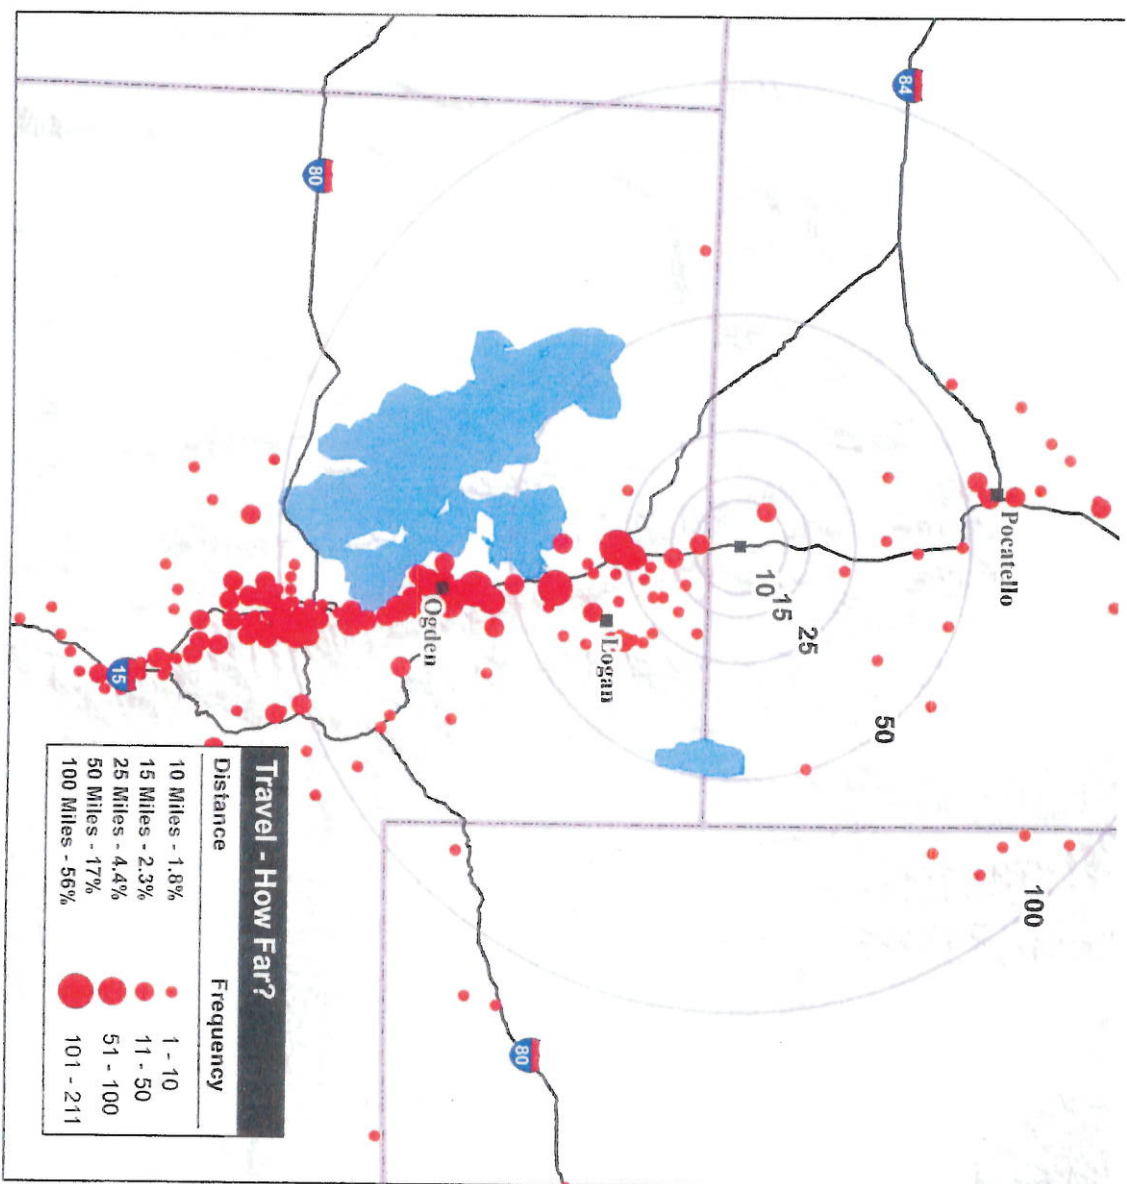 84
Pocatello
80
10
15
25
50
100
Logan
Ogden
80
15
Travel - How Far?
Distance Frequency
10 Miles - 1.8% 1 - 10
15 Miles - 2.3% 11 - 50
25 Miles - 4.4% 51 - 100
50 Miles - 17% 101 - 211
100 Miles - 56%